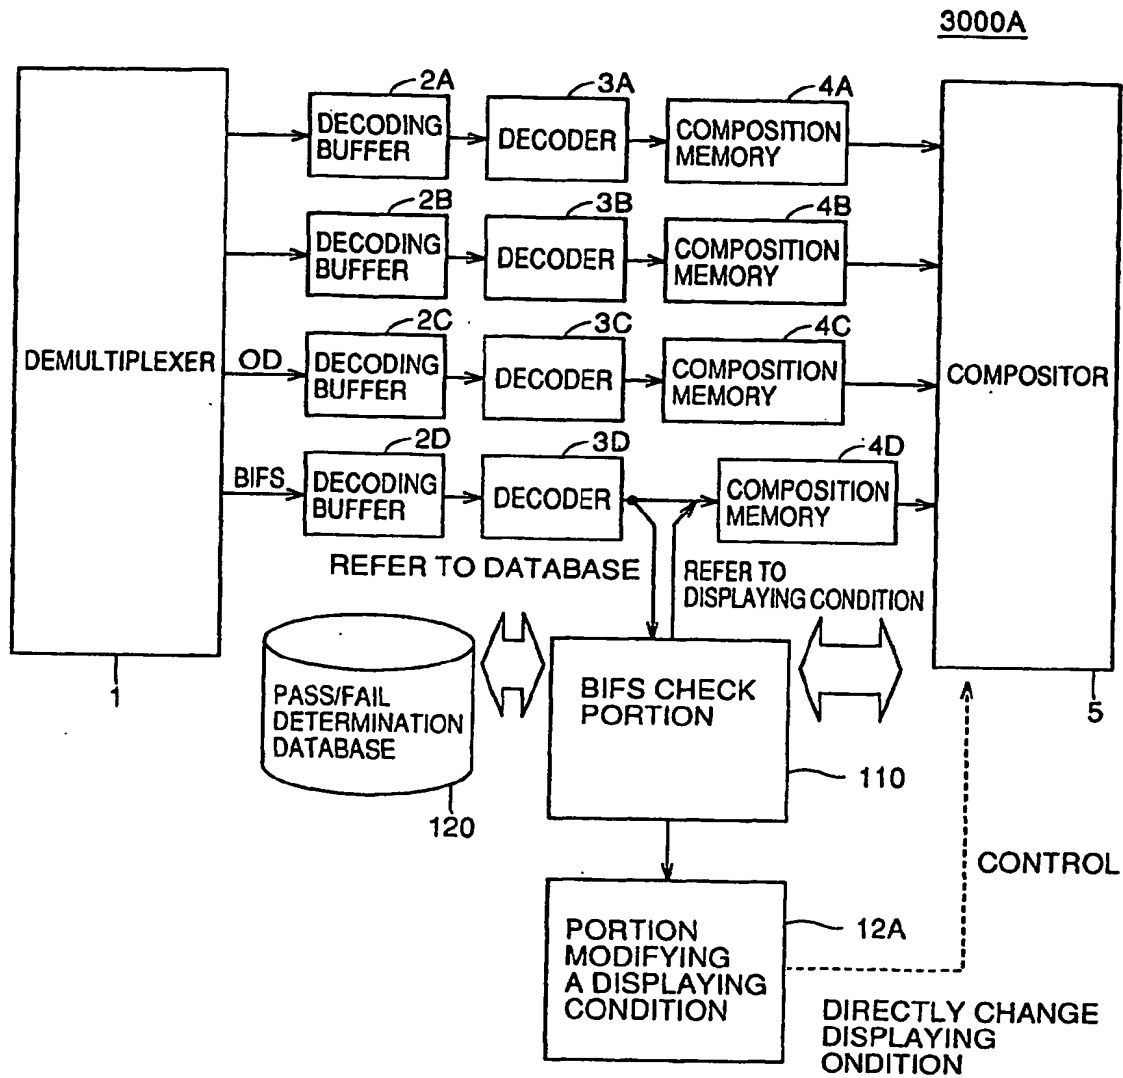 3000A
2A
3A
4A
DECODING
BUFFER
DECODER
COMPOSITION
MEMORY
2B
3B
4B
DECODING
BUFFER
DECODER
COMPOSITION
MEMORY
2C
3C
4C
DEMULTIPLEXER
OD
DECODING
BUFFER
DECODER
COMPOSITION
MEMORY
COMPOSITOR
2D
3D
4D
BIFS
DECODING
BUFFER
DECODER
COMPOSITION
MEMORY
REFER TO DATABASE
REFER TO
DISPLAYING CONDITION
1
5
PASS/FAIL
DETERMINATION
DATABASE
120
BIFS CHECK
PORTION
110
CONTROL
PORTION
MODIFYING
A DISPLAYING
CONDITION
12A
DIRECTLY CHANGE
DISPLAYING
ONDITION